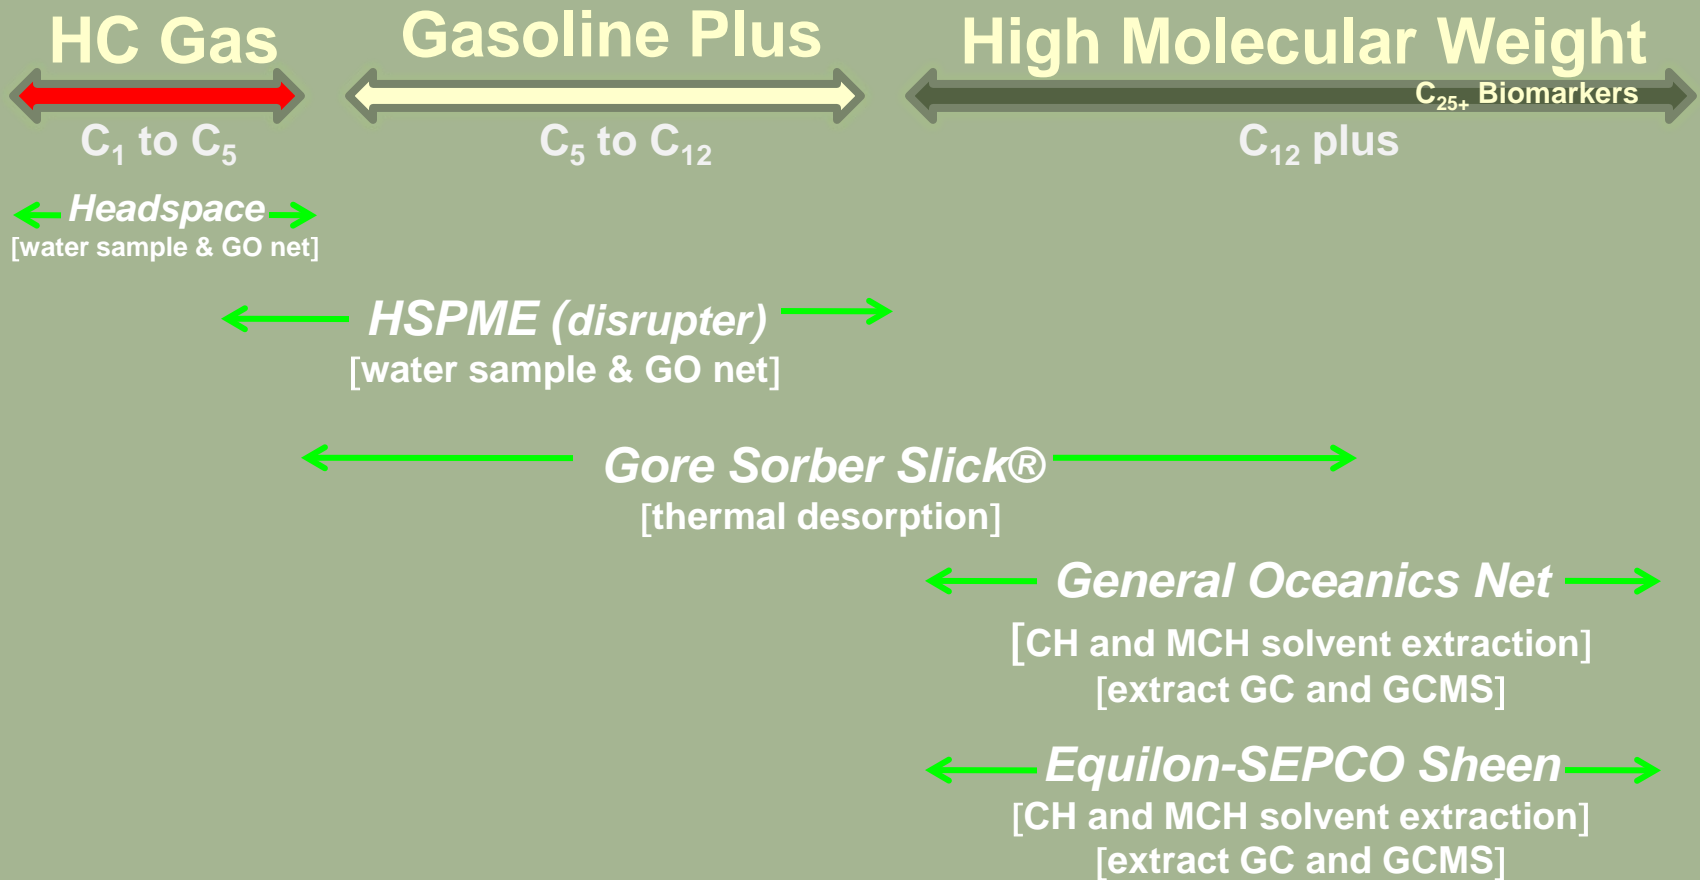 HC Gas
Gasoline Plus
High Molecular Weight
C₂₅₊ Biomarkers
C₁ to C₅
C₅ to C₁₂
C₁₂ plus
Headspace
[water sample & GO net]
HSPME (disrupter)
[water sample & GO net]
Gore Sorber Slick®
[thermal desorption]
General Oceanics Net
[CH and MCH solvent extraction]
[extract GC and GCMS]
Equilon-SEPCO Sheen
[CH and MCH solvent extraction]
[extract GC and GCMS]